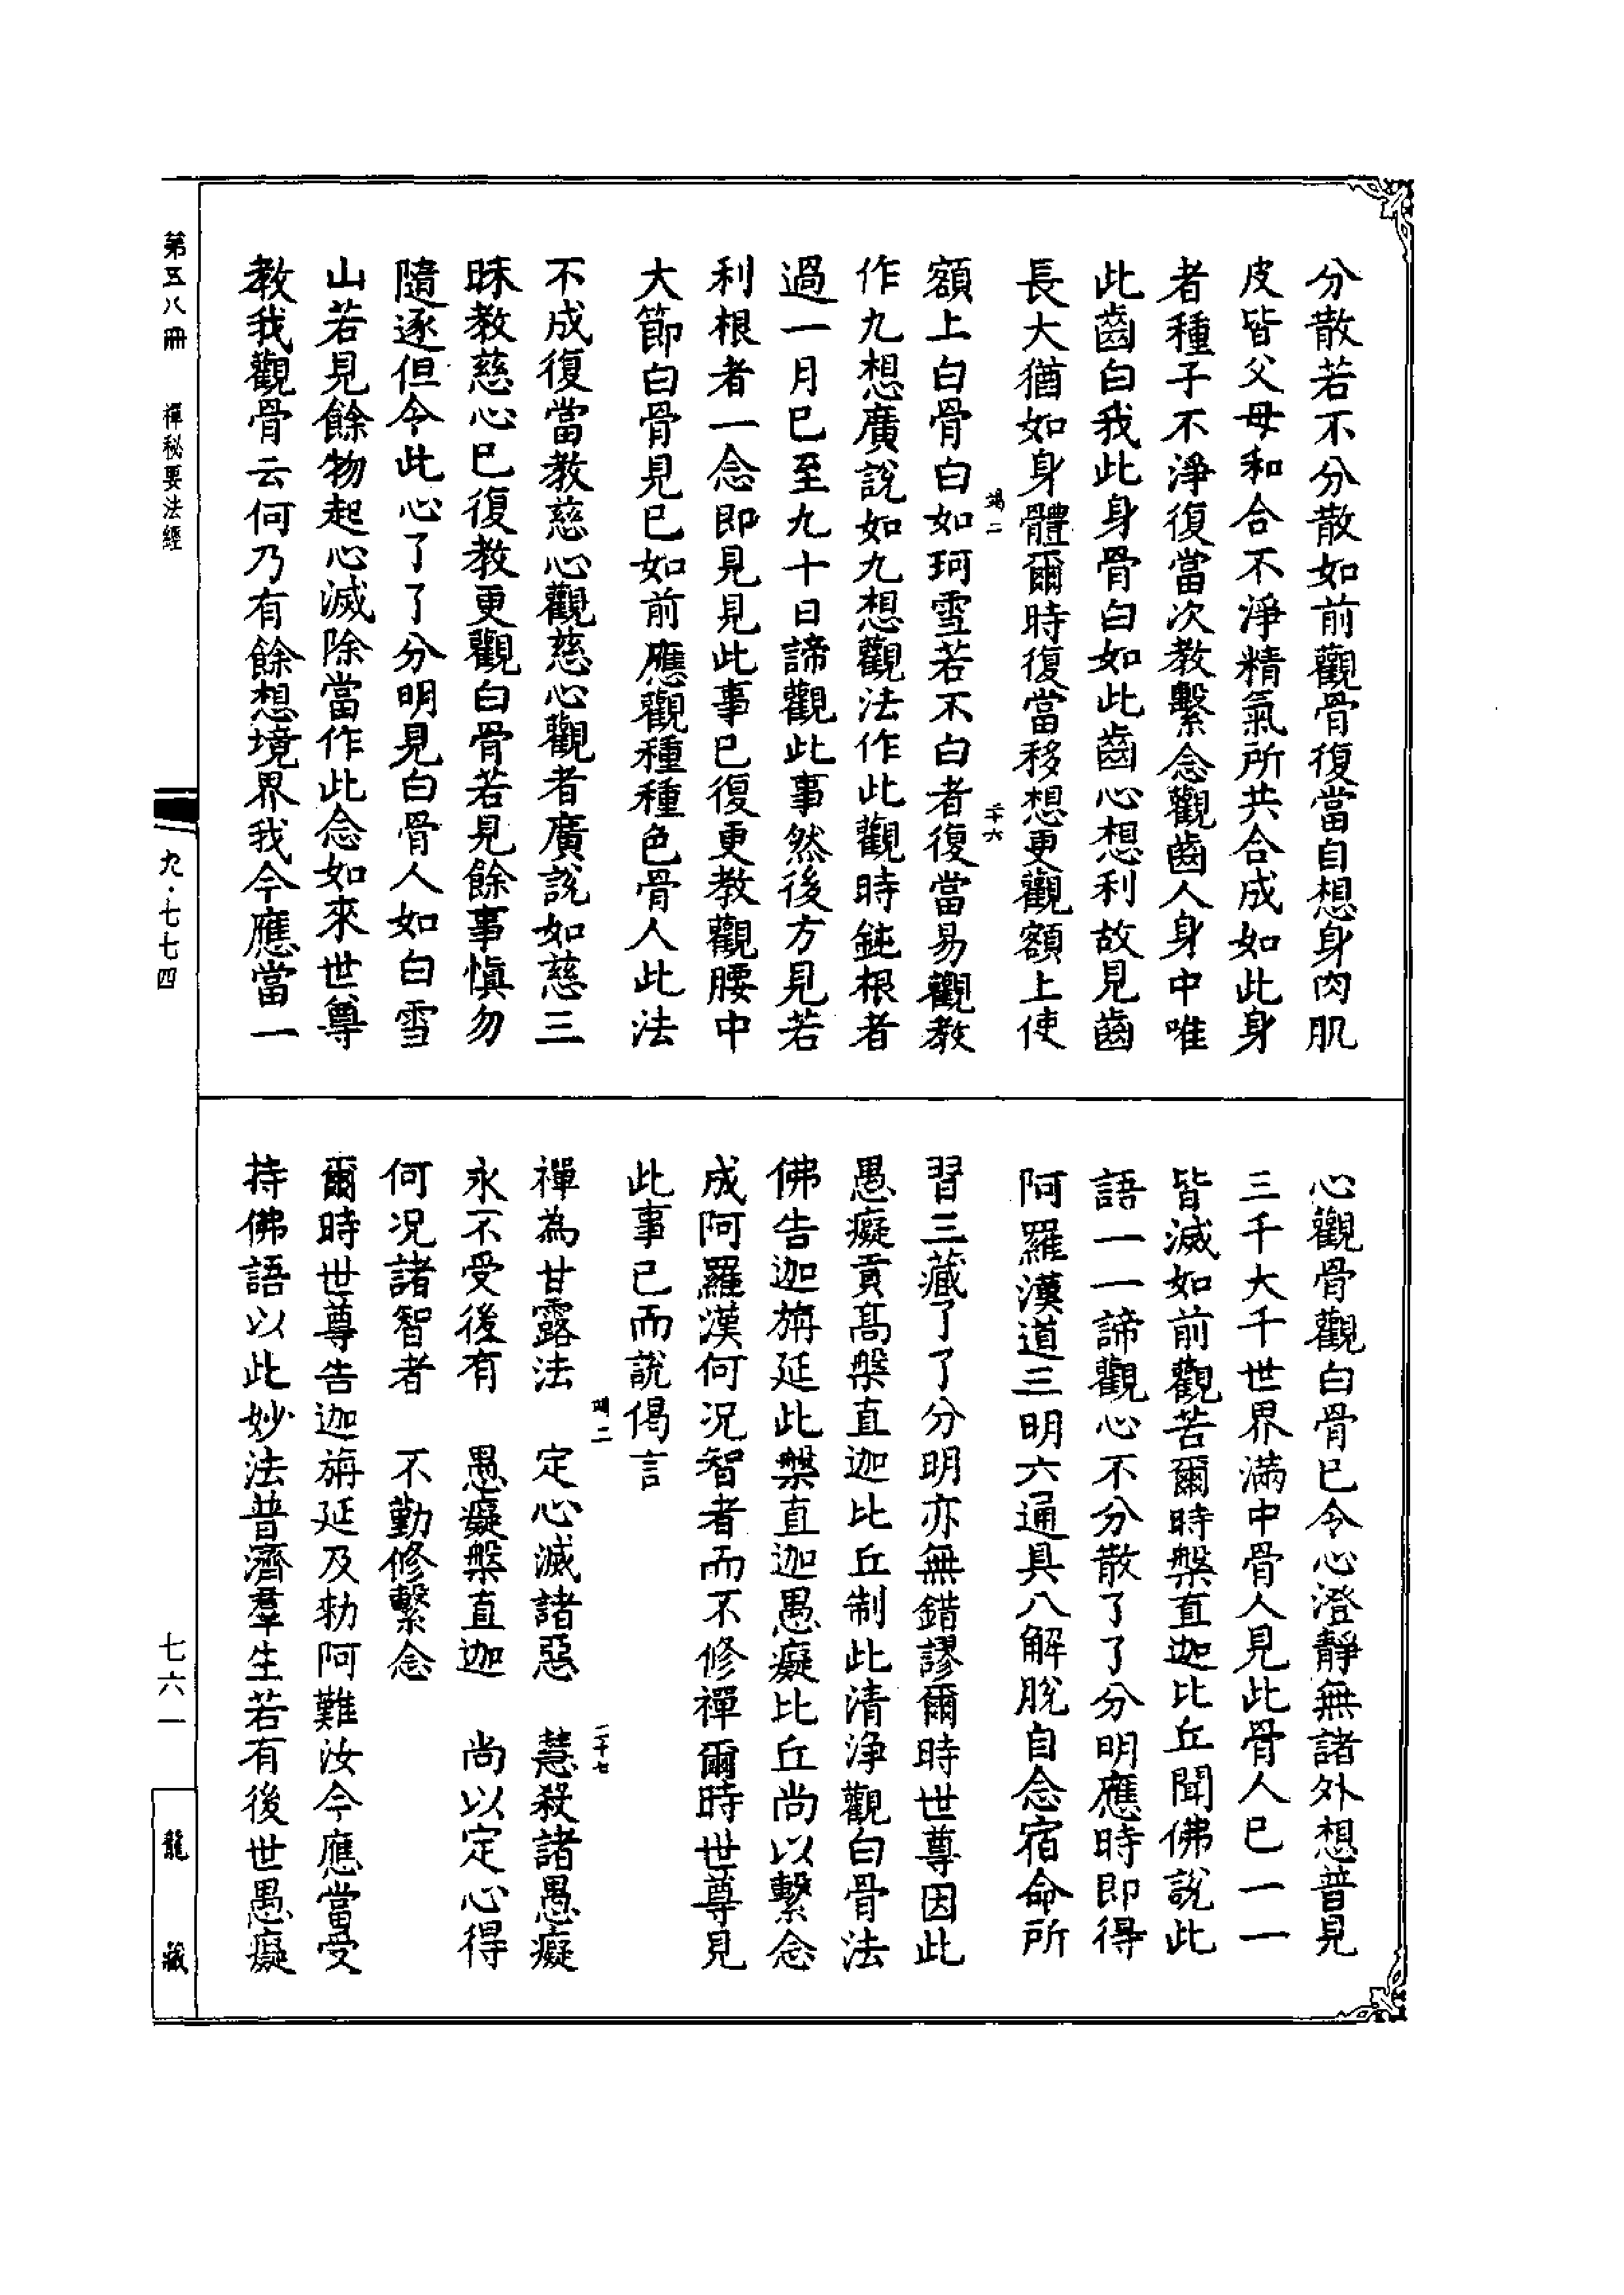 分散若不分散如前觀骨復當自想身肉肌
皮皆父母和合不淨精氣所共合成如此身
者種子不淨復當次教繫念觀齒人身中唯
此齒白我此身骨白如此齒心想利故見齒
長大猶如身體爾時復當移想更觀額上使
竭二
二十六
額上白骨白如珂雪若不白者復當易觀教
作九想廣說如九想觀法作此觀時鈍根者
過一月已至九十日諦觀此事然後方見若
利根者一念即見見此事已復更教觀腰中
大節白骨見已如前應觀種種色骨人此法
不成復當教慈心觀慈心觀者廣說如慈三
昧教慈心已復教更觀白骨若見餘事慎勿
隨逐但令此心了了分明見白骨人如白雪
山若見餘物起心滅除當作此念如來世尊
教我觀骨云何乃有餘想境界我今應當一
心觀骨觀白骨已令心澄靜無諸外想普見
三千大千世界滿中骨人見此骨人已一一
皆滅如前觀苦爾時槃直迦比丘聞佛說此
語一一諦觀心不分散了了分明應時即得
阿羅漢道三明六通具八解脫自念宿命所
習三藏了了分明亦無錯謬爾時世尊因此
愚癡貢高槃直迦比丘制此清淨觀白骨法
佛告迦旃延此槃直迦愚癡比丘尚以繫念
成阿羅漢何况智者而不修禪爾時世尊見
此事已而說偈言
竭二
二十七
禪為甘露法　定心滅諸惡　慧殺諸愚癡
永不受後有　愚癡槃直迦　尚以定心得
何况諸智者　不勤修繫念
爾時世尊告迦旃延及勑阿難汝今應當受
持佛語以此妙法普濟羣生若有後世愚癡
第五八冊　禪秘要法經
九·七七四
七六一
龍藏